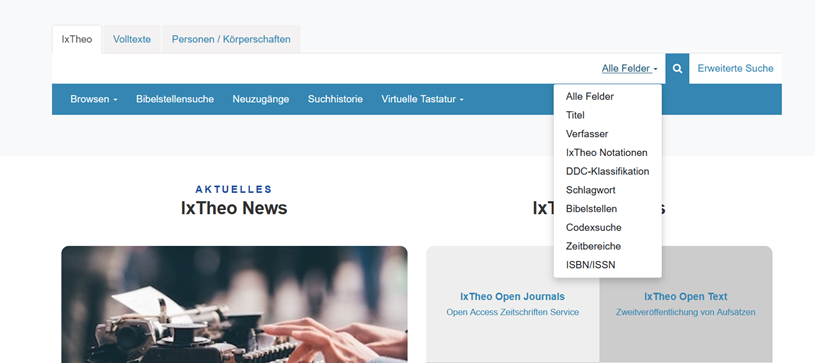 IxTheo Volltexte Personen / Körperschaften
Alle Felder Erweiterte Suche
Browsen Bibelstellensuche Neuzugänge Suchhistorie Virtuelle Tastatur
Alle Felder
Titel
Verfasser
IxTheo Notationen
DDC-Klassifikation
Schlagwort
Bibelstellen
Codexsuche
Zeitbereiche
ISBN/ISSN
AKTUELLES
IxTheo News
IxTheo Open Journals
Open Access Zeitschriften Service
IxTheo Open Text
Zweitveröffentlichung von Aufsätzen